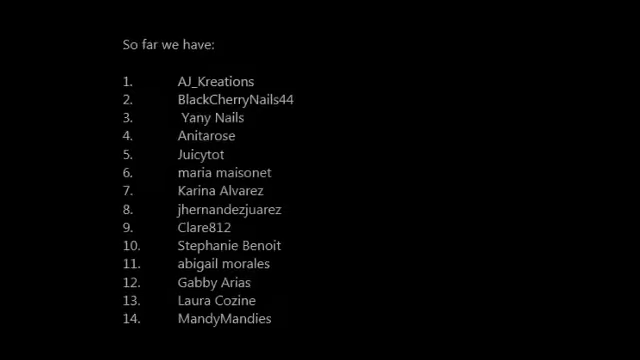 So far we have:
1. AJ_Kreations
2. BlackCherryNails44
3. Yany Nails
4. Anitarose
5. Juicytot
6. maria maisonet
7. Karina Alvarez
8. jhernandezjuarez
9. Clare812
10. Stephanie Benoit
11. abigail morales
12. Gabby Arias
13. Laura Cozine
14. MandyMandies